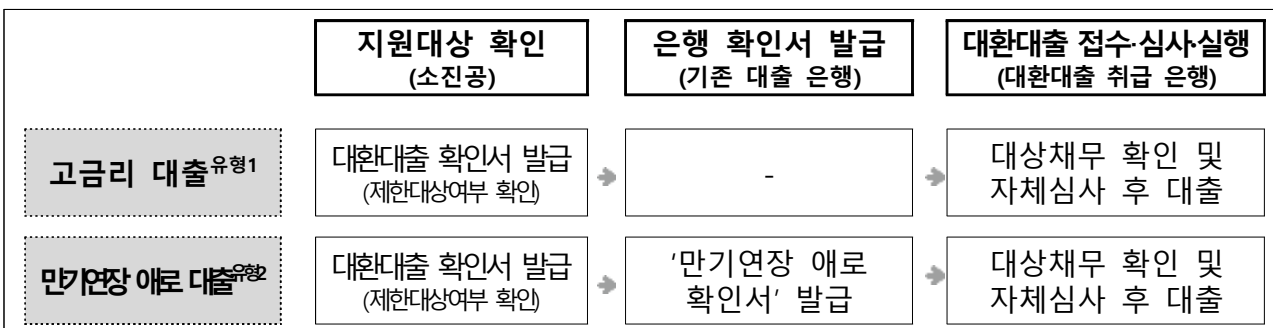 지원대상 확인
(소진공)
은행 확인서 발급
(기존 대출 은행)
대환대출 접수·심사·실행
(대환대출 취급 은행)
고금리 대출유형1
대환대출 확인서 발급
(제한대상여부 확인)
-
대상채무 확인 및
자체심사 후 대출
만기연장 애로 대출유형2
대환대출 확인서 발급
(제한대상여부 확인)
'만기연장 애로
확인서' 발급
대상채무 확인 및
자체심사 후 대출